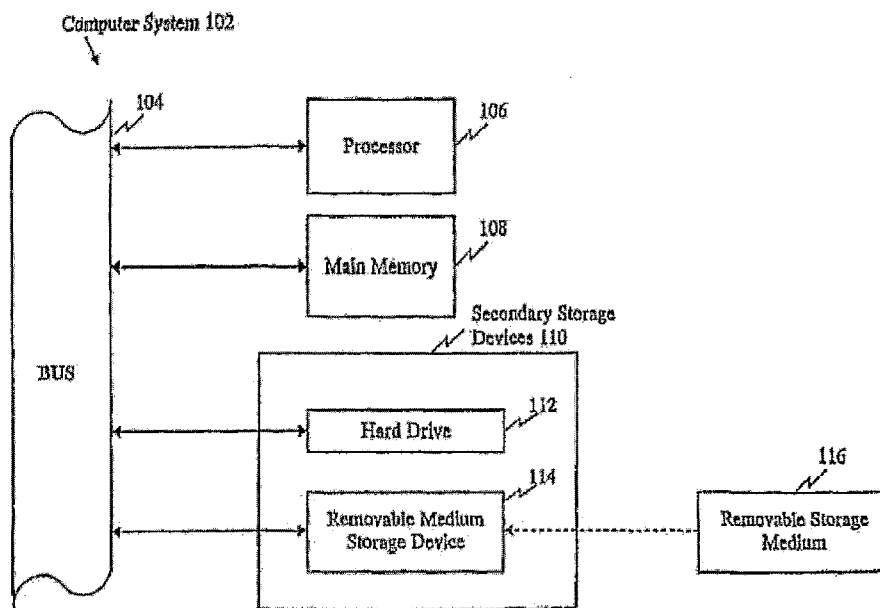 Computer System 102
104
106
Processor
108
Main Memory
Secondary Storage
Devices 110
BUS
112
Hard Drive
114
116
Removable Medium
Storage Device
Removable Storage
Medium